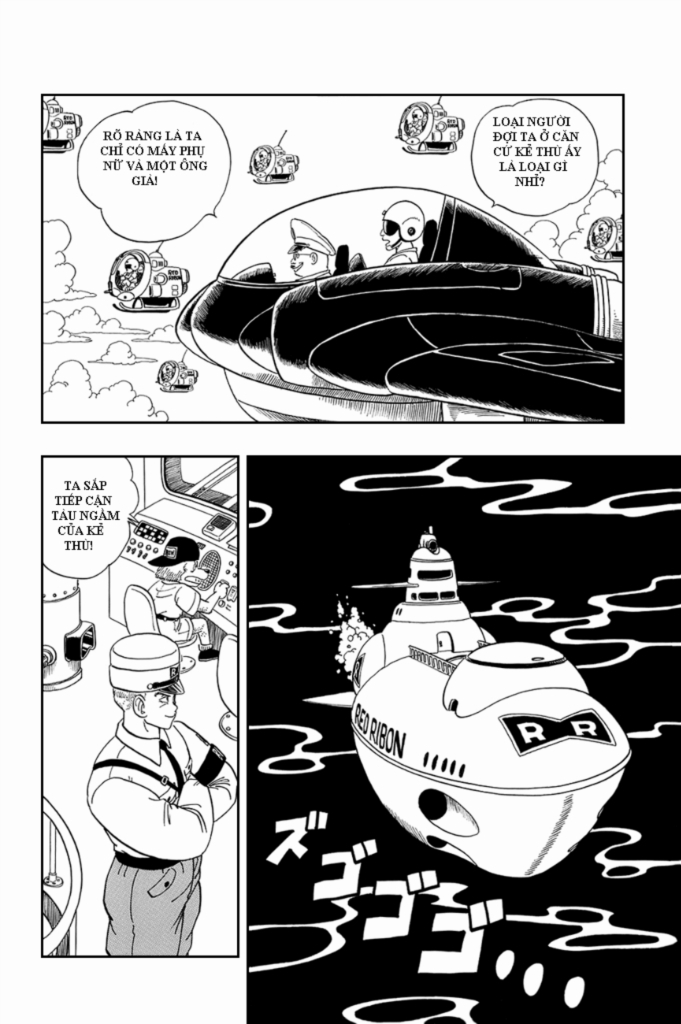 LOẠI NGƯỜI
ĐỢI TA Ở CĂN
CỨ KẺ THÙ ẤY
LÀ LOẠI GÌ
NHỈ?
RÕ RÀNG LÀ TA
CHỈ CÓ MẤY PHỤ
NỮ VÀ MỘT ÔNG
GIÀ!
RED RIBON
R R
ズゴゴゴ...
TA SẮP
TIẾP CẬN
TÀU NGẦM
CỦA KẺ
THÙ!